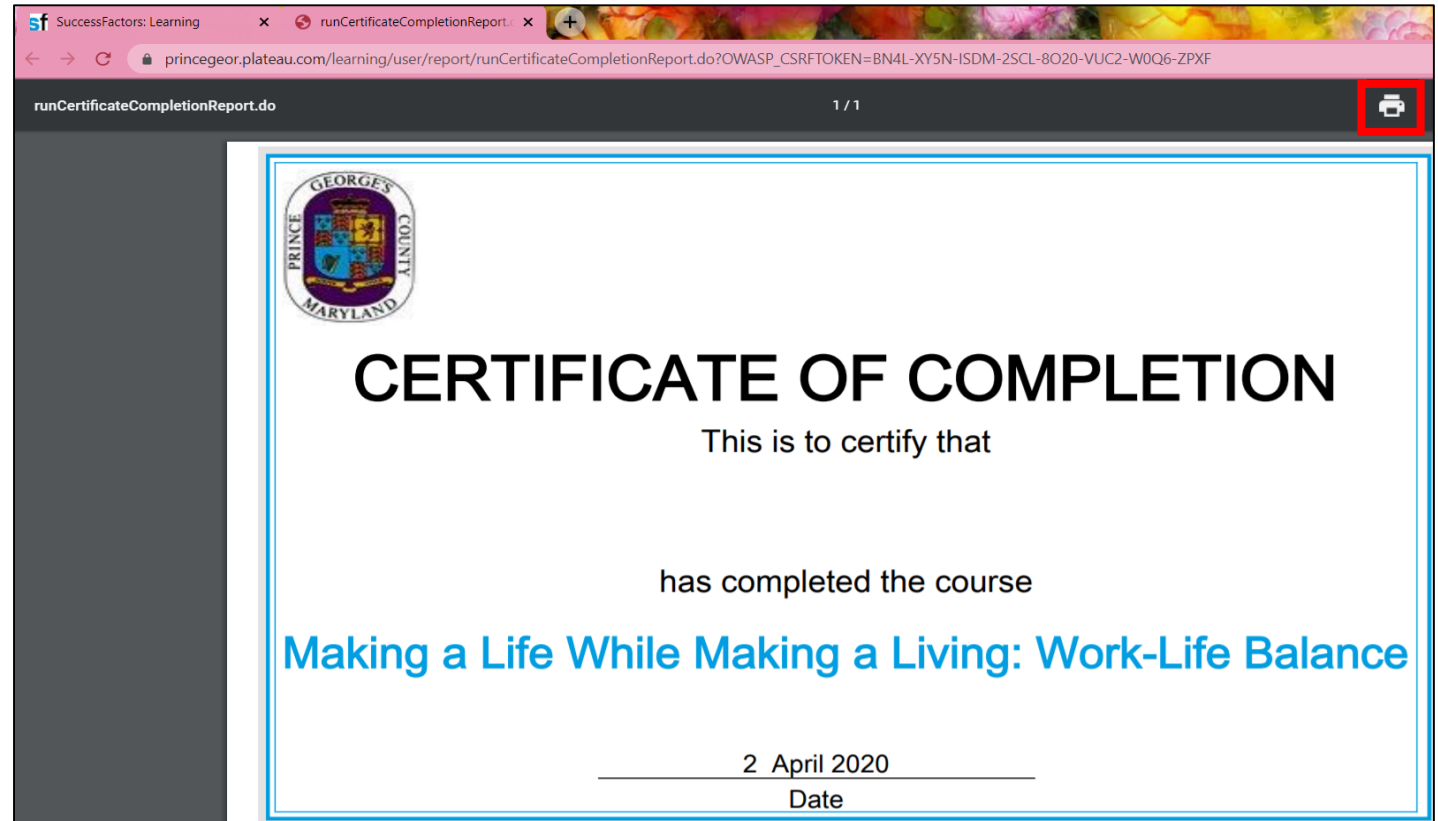 SuccessFactors: Learning
runCertificateCompletionReport.
princegeor.plateau.com/learning/user/report/runCertificateCompletionReport.do?OWASP_CSRFTOKEN=BN4L-XY5N-ISDM-2SCL-8O20-VUC2-W0Q6-ZPXF
runCertificateCompletionReport.do
1 / 1
PRINCE GEORGE'S COUNTY
MARYLAND
CERTIFICATE OF COMPLETION
This is to certify that
has completed the course
Making a Life While Making a Living: Work-Life Balance
2 April 2020
Date